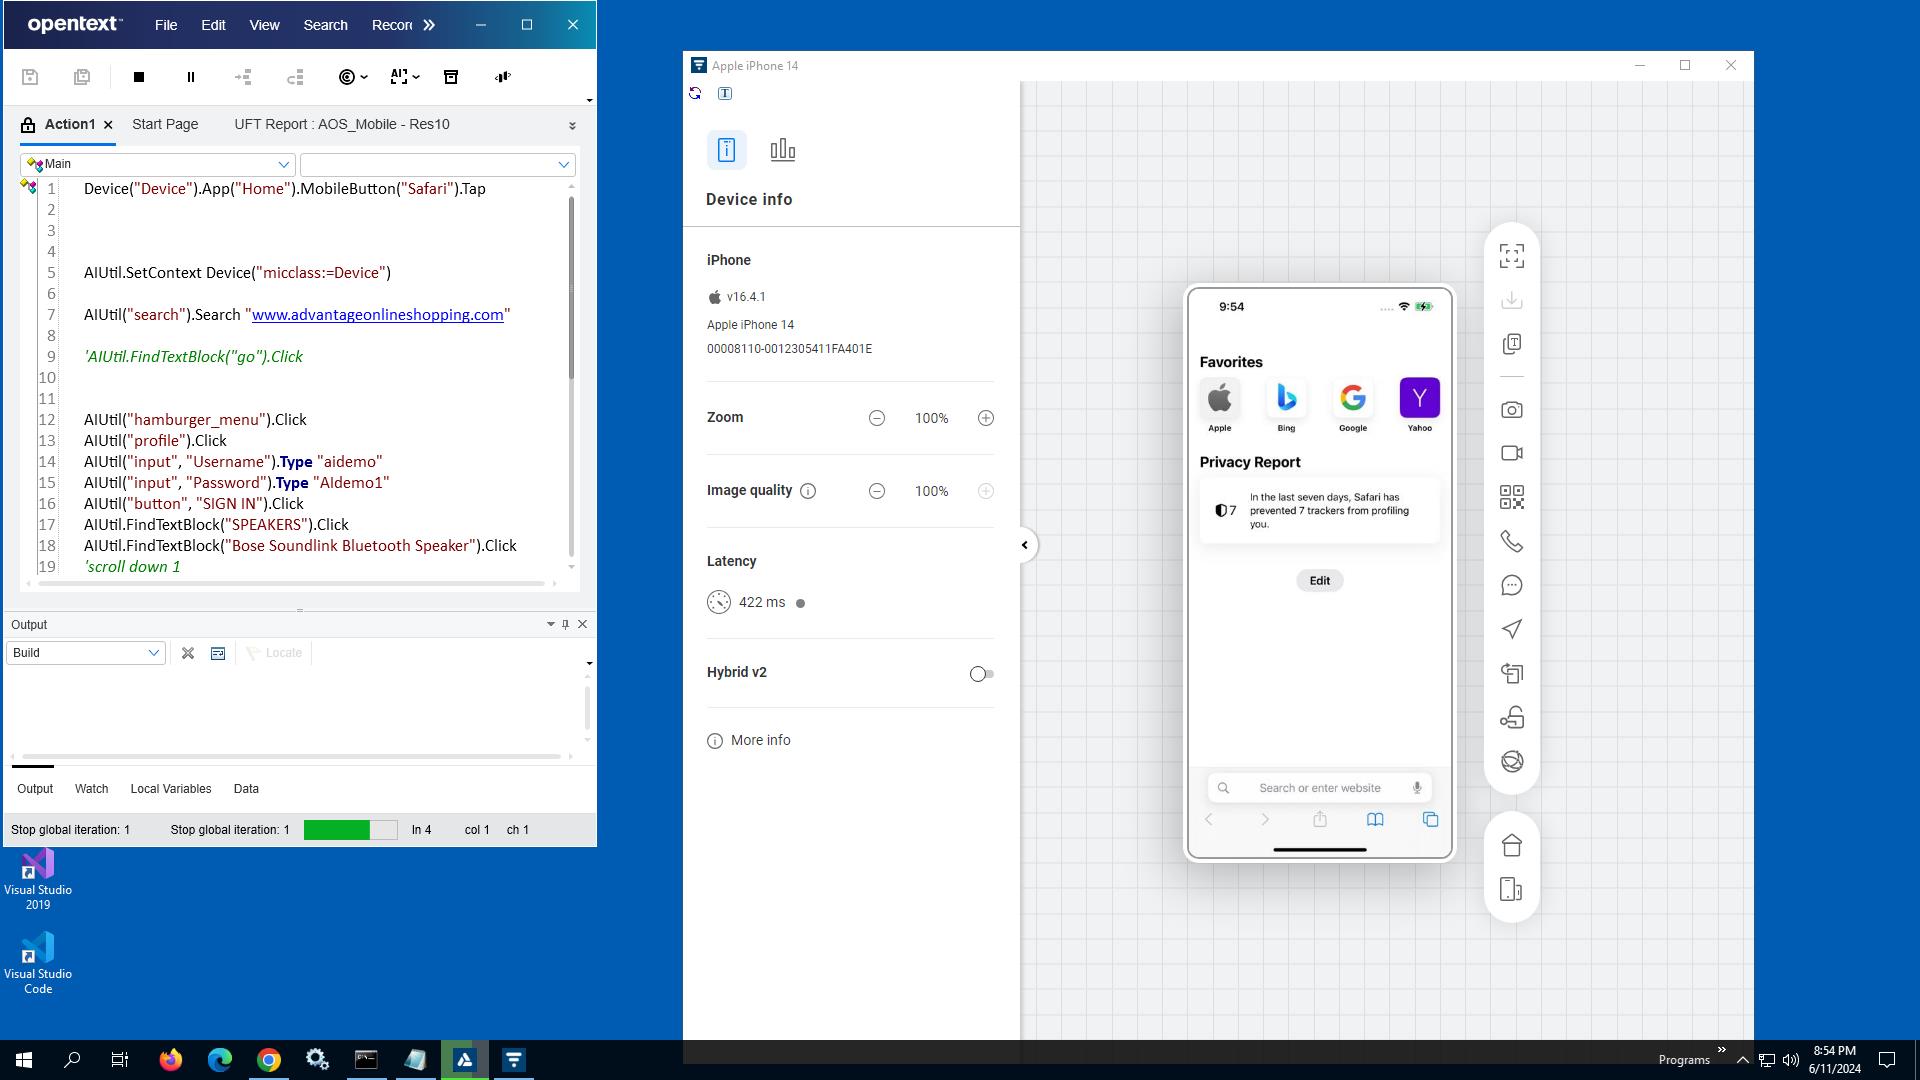 opentext™ File Edit View Search Recor
Action1 Start Page UFT Report : AOS_Mobile - Res10
Main
1 Device("Device").App("Home").MobileButton("Safari").Tap
2
3
4
5 AIUtil.SetContext Device("micclass:=Device")
6
7 AIUtil("search").Search "www.advantageonlineshopping.com"
8
9 'AIUtil.FindTextBlock("go").Click
10
11
12 AIUtil("hamburger_menu").Click
13 AIUtil("profile").Click
14 AIUtil("input", "Username").Type "aidemo"
15 AIUtil("input", "Password").Type "AIdemo1"
16 AIUtil("button", "SIGN IN").Click
17 AIUtil.FindTextBlock("SPEAKERS").Click
18 AIUtil.FindTextBlock("Bose Soundlink Bluetooth Speaker").Click
19 'scroll down 1
Output
Build Locate
Output Watch Local Variables Data
Stop global iteration: 1 Stop global iteration: 1 ln 4 col 1 ch 1
Visual Studio
2019
Visual Studio
Code
Apple iPhone 14
Device info
iPhone
v16.4.1
Apple iPhone 14
00008110-0012305411FA401E
Zoom 100%
Image quality 100%
Latency
422 ms
Hybrid v2
More info
9:54
Favorites
Apple Bing Google Yahoo
Privacy Report
7 In the last seven days, Safari has
prevented 7 trackers from profiling
you.
Edit
Search or enter website
Programs
8:54 PM
6/11/2024